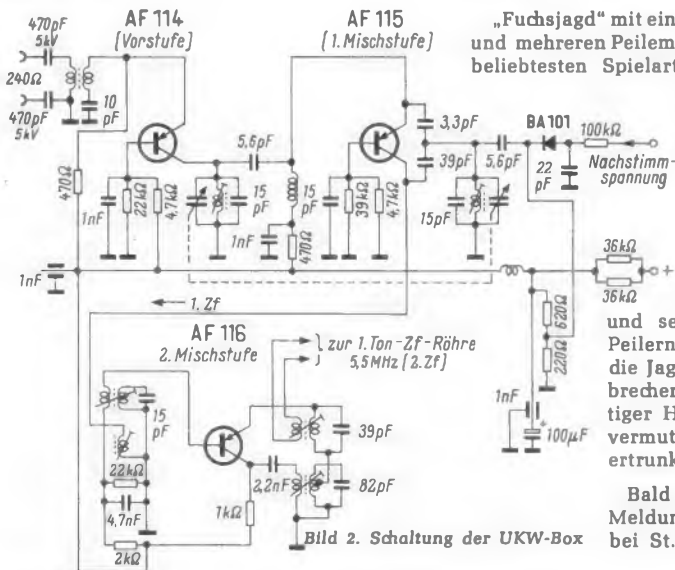 AF 114
[Vorstufe]
AF 115
[1. Mischstufe]
„Fuchsjagd“ mit ein
und mehreren Peilem
beliebtesten Spielart
470pF
5kV
240Ω
470pF
5kV
10
pF
470Ω
1nF
22kΩ
4,7kΩ
15
pF
5,6pF
1nF
15
pF
470Ω
39kΩ
4,7kΩ
3,3pF
39pF
15pF
5,6pF
BA101
22
pF
100kΩ
Nachstimm-
spannung
1nF
36kΩ
36kΩ
+
1. Zf
AF 116
2. Mischstufe
zur 1. Ton-Zf-Röhre
5,5MHz [2. Zf]
620Ω
220Ω
1nF
+
100µF
15
pF
22kΩ
4,7nF
2kΩ
1kΩ
2,2nF
39pF
82pF
Bild 2. Schaltung der UKW-Box
und se
Peilern
die Jag
brecher
tiger H
vermut
ertrunk
Bald
Meldur
bei St.